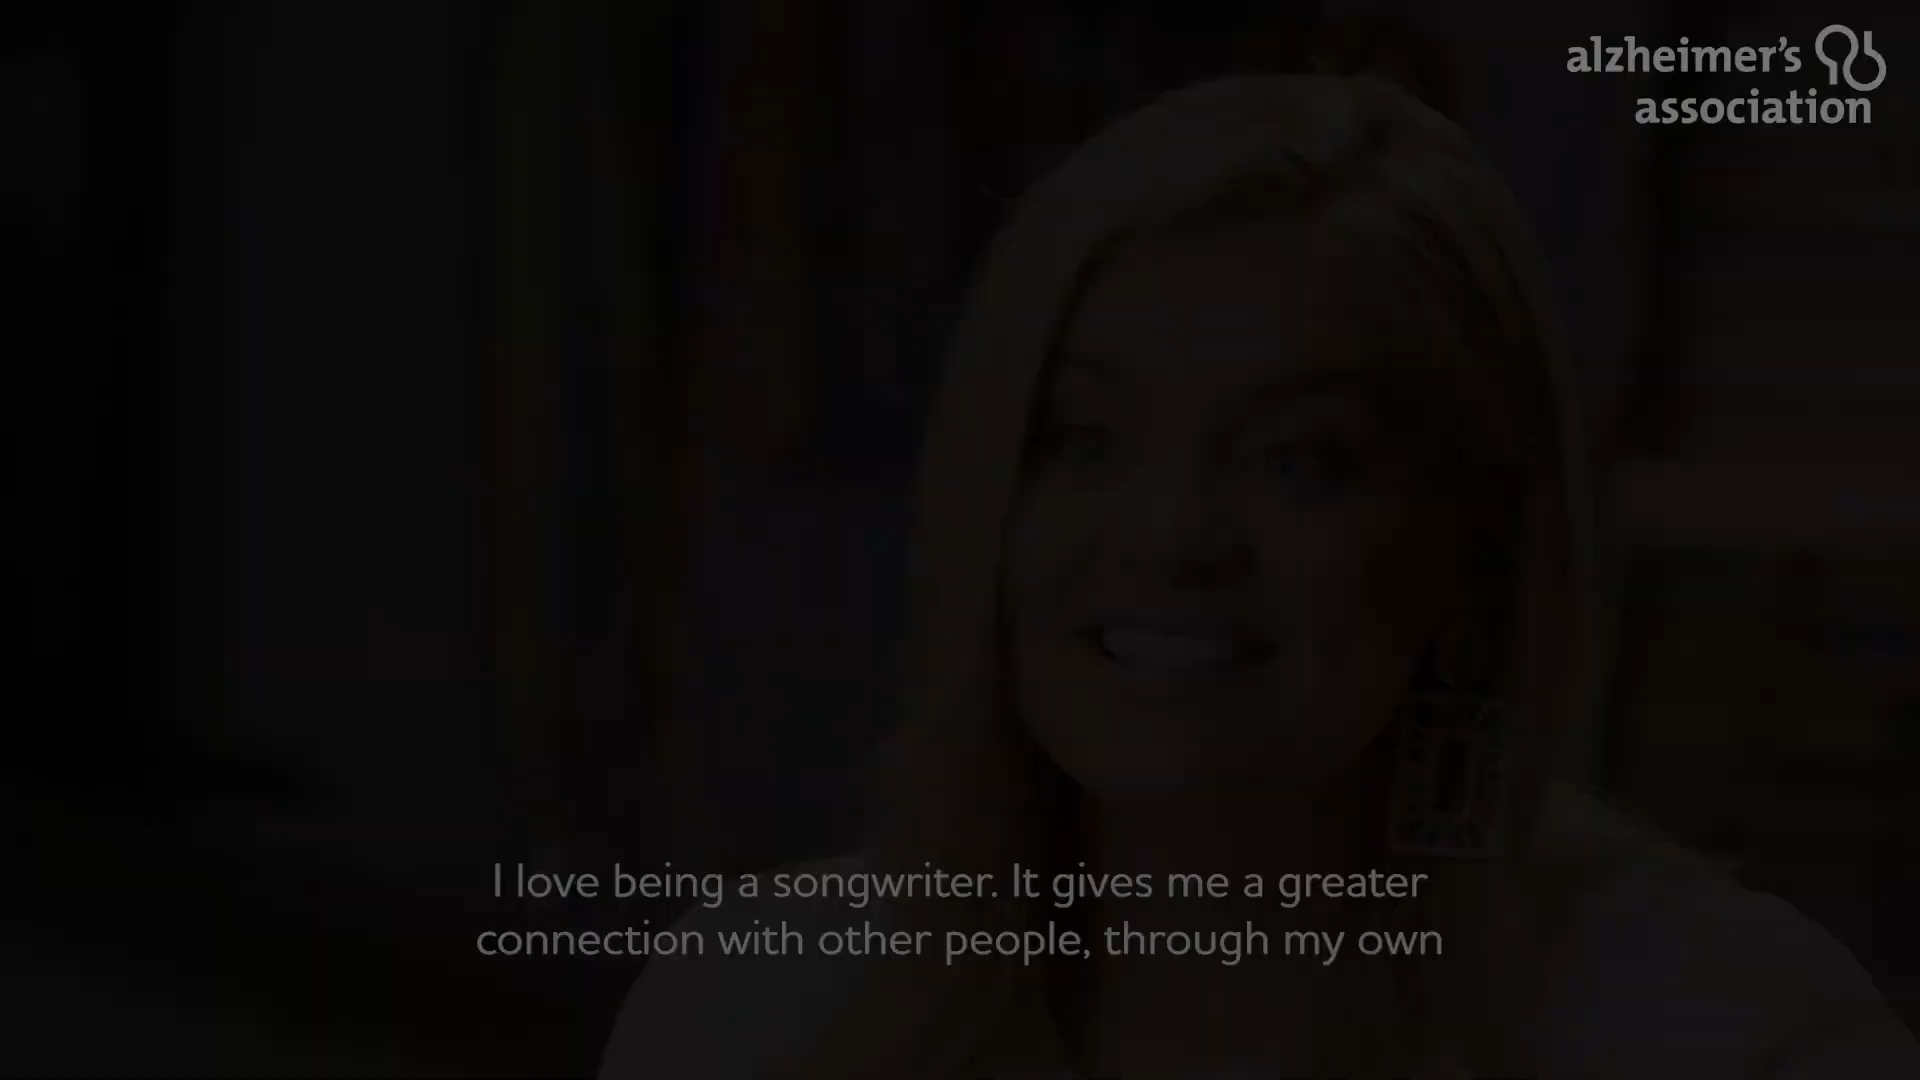 alzheimer's
association
I love being a songwriter. It gives me a greater
connection with other people, through my own